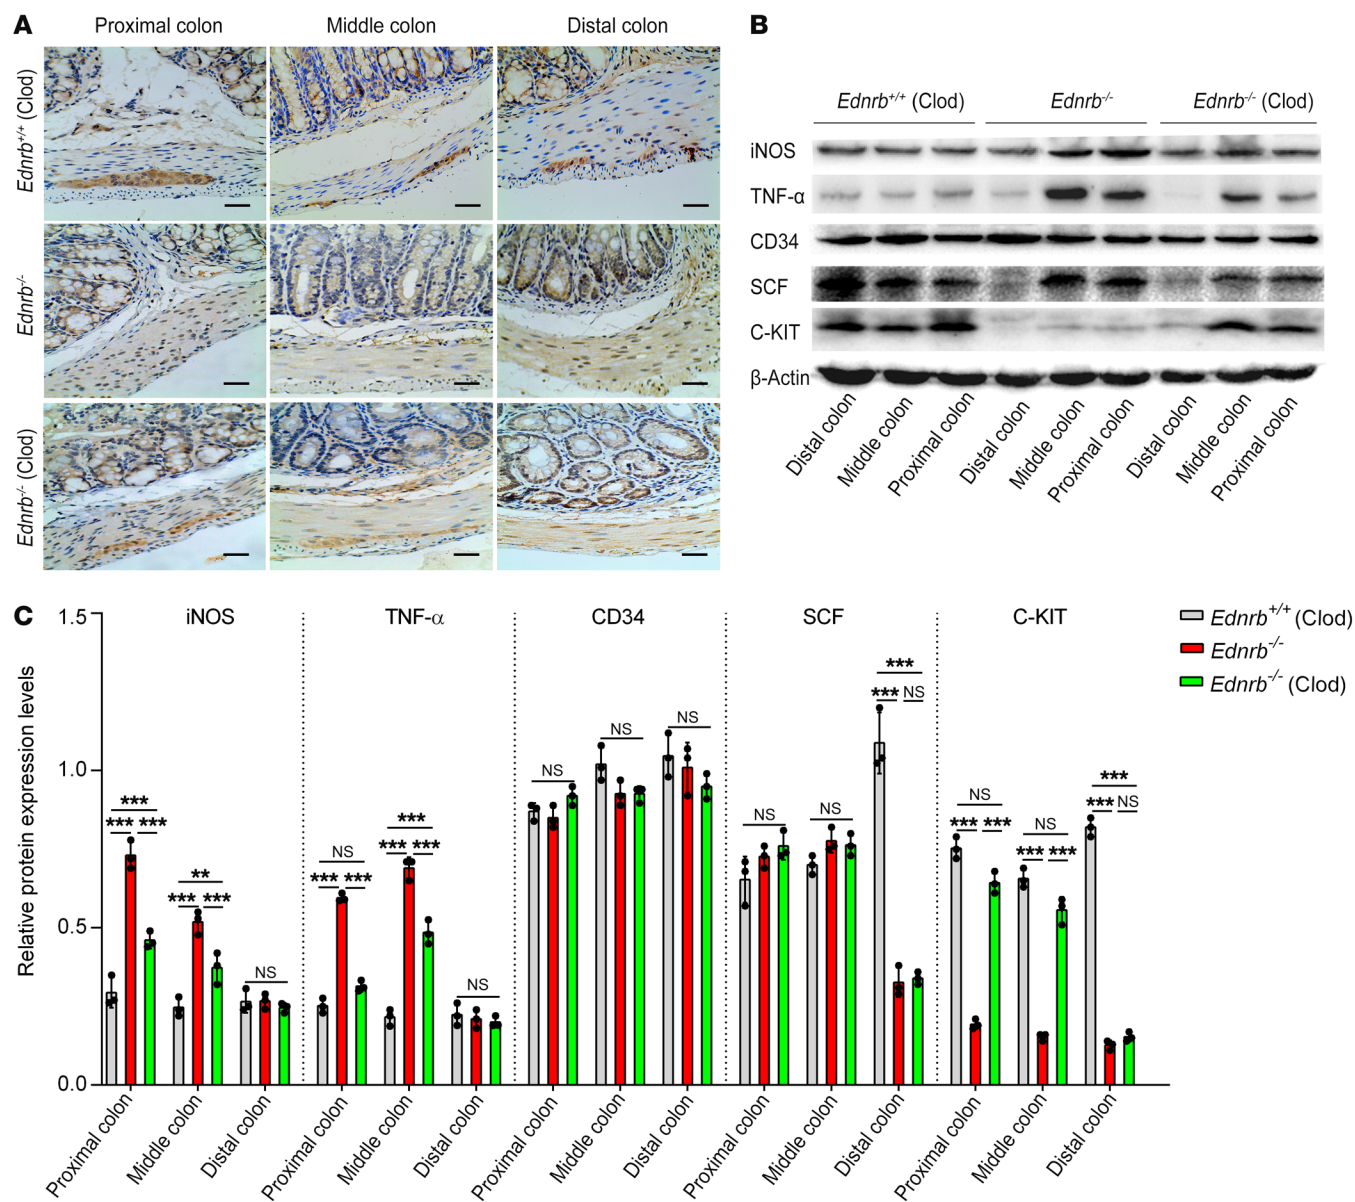 A
Proximal colon
Middle colon
Distal colon
Ednrb+/+ (Clod)
Ednrb-/-
Ednrb-/- (Clod)
B
Ednrb+/+ (Clod)
Ednrb-/-
Ednrb-/- (Clod)
iNOS
TNF-α
CD34
SCF
C-KIT
β-Actin
Distal colon
Middle colon
Proximal colon
Distal colon
Middle colon
Proximal colon
Distal colon
Middle colon
Proximal colon
C
Relative protein expression levels
1.5
1.0
0.5
0.0
iNOS
TNF-α
CD34
SCF
C-KIT
Ednrb+/+ (Clod)
Ednrb-/-
Ednrb-/- (Clod)
***
*** ***
**
*** ***
NS
NS
*** ***
***
*** ***
NS
NS
NS
NS
NS
NS
***
*** NS
NS
*** ***
NS
*** ***
***
*** NS
Proximal colon
Middle colon
Distal colon
Proximal colon
Middle colon
Distal colon
Proximal colon
Middle colon
Distal colon
Proximal colon
Middle colon
Distal colon
Proximal colon
Middle colon
Distal colon